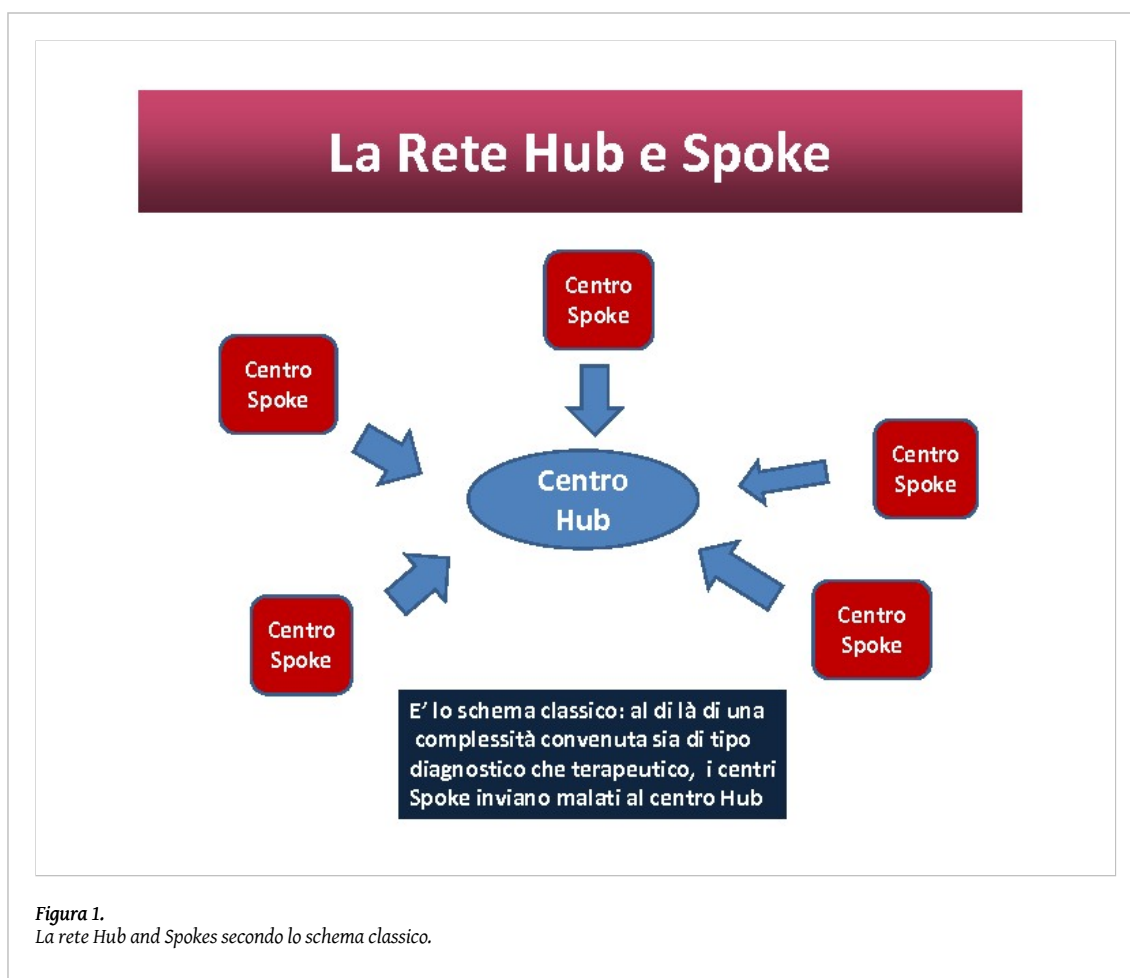 La Rete Hub e Spoke
Centro
Spoke
Centro
Spoke
Centro
Spoke
Centro
Hub
Centro
Spoke
Centro
Spoke
E’ lo schema classico: al di là di una
complessità convenuta sia di tipo
diagnostico che terapeutico, i centri
Spoke inviano malati al centro Hub
Figura 1.
La rete Hub and Spokes secondo lo schema classico.